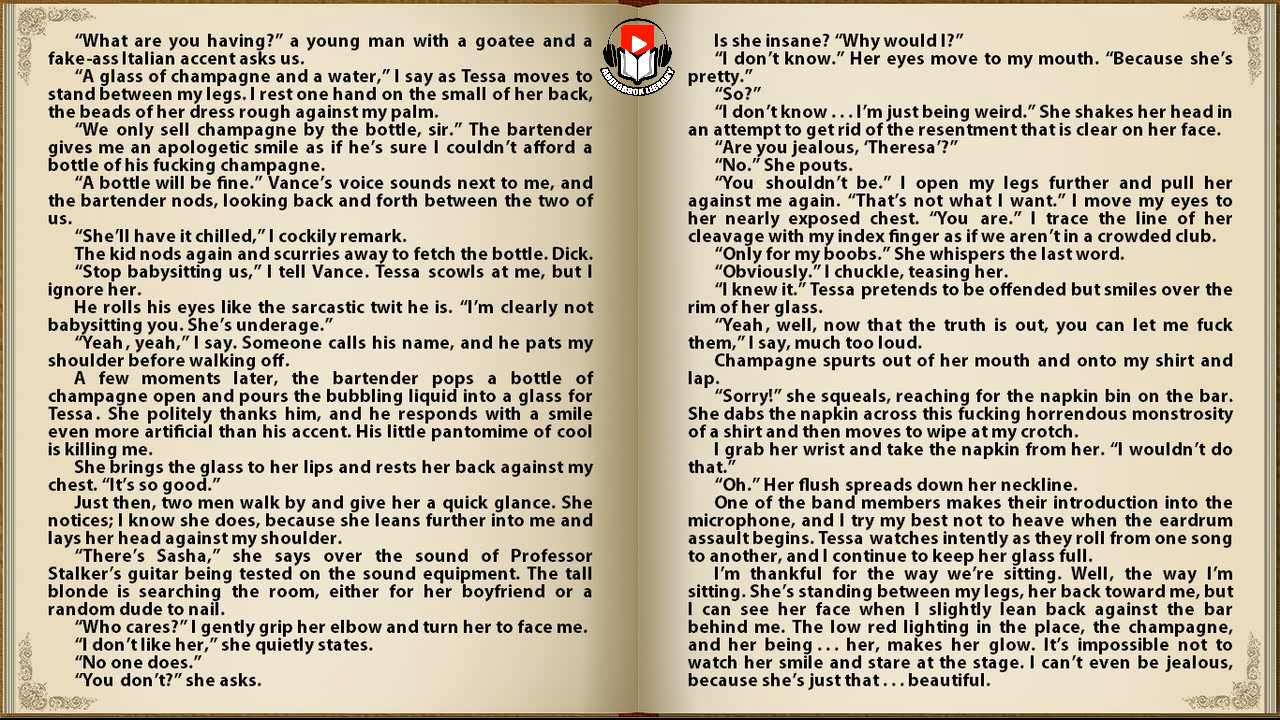 “What are you having?” a young man with a goatee and a
fake-ass Italian accent asks us.
“A glass of champagne and a water,” I say as Tessa moves to
stand between my legs. I rest one hand on the small of her back,
the beads of her dress rough against my palm.
“We only sell champagne by the bottle, sir.” The bartender
gives me an apologetic smile as if he’s sure I couldn’t afford a
bottle of his fucking champagne.
“A bottle will be fine.” Vance’s voice sounds next to me, and
the bartender nods, looking back and forth between the two of
us.
“She’ll have it chilled,” I cockily remark.
The kid nods again and scurries away to fetch the bottle. Dick.
“Stop babysitting us,” I tell Vance. Tessa scowls at me, but I
ignore her.
He rolls his eyes like the sarcastic twit he is. “I’m clearly not
babysitting you. She’s underage.”
“Yeah, yeah,” I say. Someone calls his name, and he pats my
shoulder before walking off.
A few moments later, the bartender pops a bottle of
champagne open and pours the bubbling liquid into a glass for
Tessa. She politely thanks him, and he responds with a smile
even more artificial than his accent. His little pantomime of cool
is killing me.
She brings the glass to her lips and rests her back against my
chest. “It’s so good.”
Just then, two men walk by and give her a quick glance. She
notices; I know she does, because she leans further into me and
lays her head against my shoulder.
“There’s Sasha,” she says over the sound of Professor
Stalker’s guitar being tested on the sound equipment. The tall
blonde is searching the room, either for her boyfriend or a
random dude to nail.
“Who cares?” I gently grip her elbow and turn her to face me.
“I don’t like her,” she quietly states.
“No one does.”
“You don’t?” she asks.
AUDIOBOOK LIBRARY
Is she insane? “Why would I?”
“I don’t know.” Her eyes move to my mouth. “Because she’s
pretty.”
“So?”
“I don’t know . . . I’m just being weird.” She shakes her head in
an attempt to get rid of the resentment that is clear on her face.
“Are you jealous, ‘Theresa’?”
“No.” She pouts.
“You shouldn’t be.” I open my legs further and pull her
against me again. “That’s not what I want.” I move my eyes to
her nearly exposed chest. “You are.” I trace the line of her
cleavage with my index finger as if we aren’t in a crowded club.
“Only for my boobs.” She whispers the last word.
“Obviously.” I chuckle, teasing her.
“I knew it.” Tessa pretends to be offended but smiles over the
rim of her glass.
“Yeah, well, now that the truth is out, you can let me fuck
them,” I say, much too loud.
Champagne spurts out of her mouth and onto my shirt and
lap.
“Sorry!” she squeals, reaching for the napkin bin on the bar.
She dabs the napkin across this fucking horrendous monstrosity
of a shirt and then moves to wipe at my crotch.
I grab her wrist and take the napkin from her. “I wouldn’t do
that.”
“Oh.” Her flush spreads down her neckline.
One of the band members makes their introduction into the
microphone, and I try my best not to heave when the eardrum
assault begins. Tessa watches intently as they roll from one song
to another, and I continue to keep her glass full.
I’m thankful for the way we’re sitting. Well, the way I’m
sitting. She’s standing between my legs, her back toward me, but
I can see her face when I slightly lean back against the bar
behind me. The low red lighting in the place, the champagne,
and her being . . . her, makes her glow. It’s impossible not to
watch her smile and stare at the stage. I can’t even be jealous,
because she’s just that . . . beautiful.